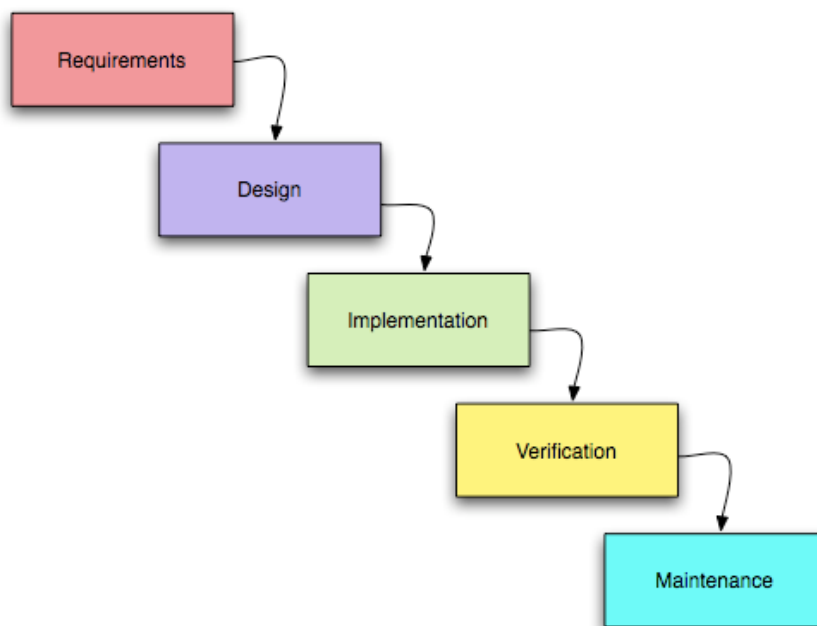 Requirements
Design
Implementation
Verification
Maintenance